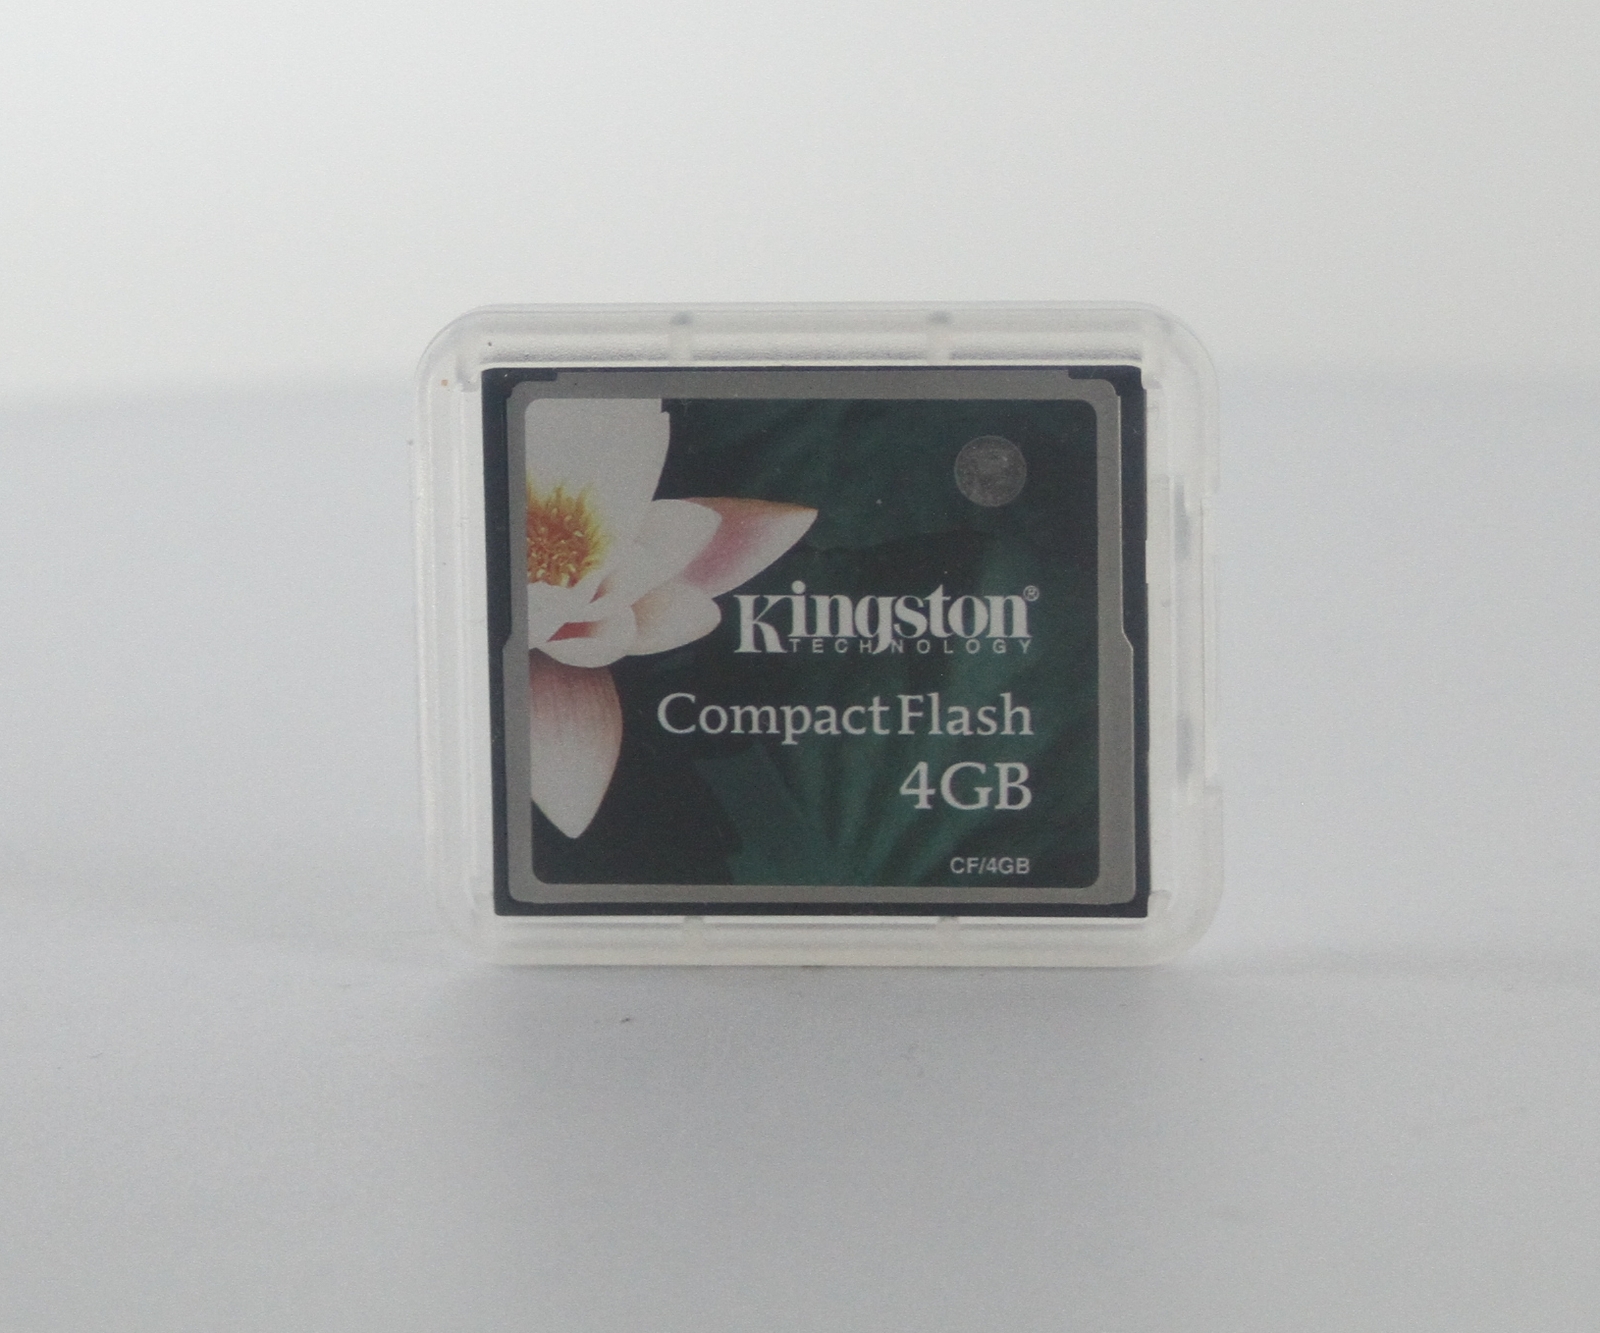 Kingston®
TECHNOLOGY
CompactFlash
4GB
CF/4GB